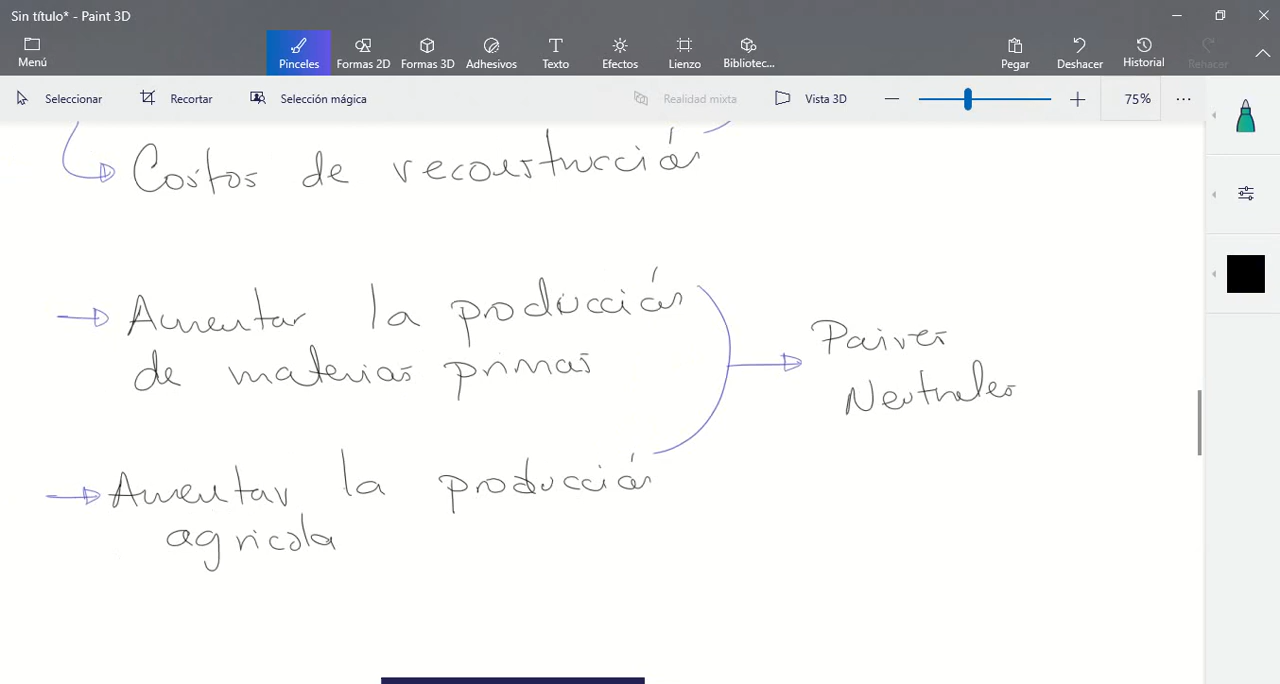 Sin título* - Paint 3D
Menú
Pinceles
Formas 2D
Formas 3D
Adhesivos
Texto
Efectos
Lienzo
Bibliotec...
Pegar
Deshacer
Historial
Rehacer
Seleccionar
Recortar
Selección mágica
Realidad mixta
Vista 3D
75%
Costos de reconstrucción
Aumentar la producción
de materias primas
Paises
Neutrales
Aumentar la producción
agricola